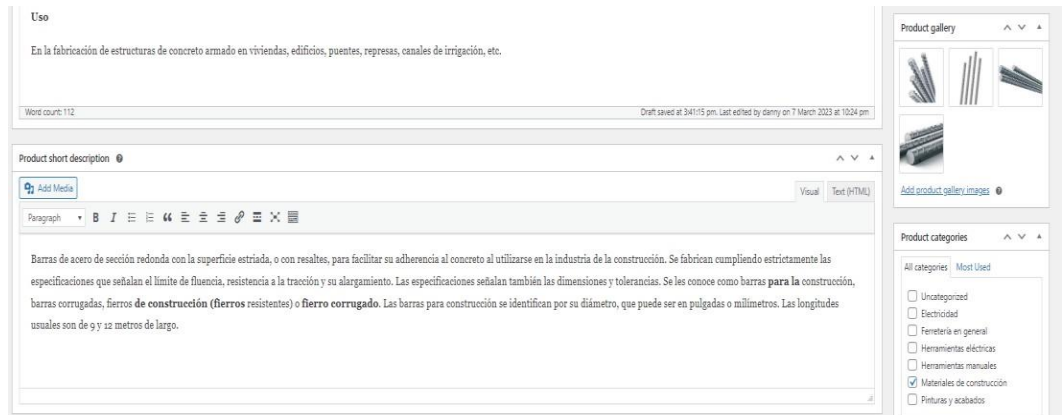 Uso
En la fabricación de estructuras de concreto armado en viviendas, edificios, puentes, represas, canales de irrigación, etc.
Word count: 112
Draft saved at 3:41:15 pm. Last edited by danny on 7 March 2023 at 10:24 pm
Product short description
Add Media
Visual Text (HTML)
Paragraph
Barras de acero de sección redonda con la superficie estriada, o con resaltes, para facilitar su adherencia al concreto al utilizarse en la industria de la construcción. Se fabrican cumpliendo estrictamente las
especificaciones que señalan el límite de fluencia, resistencia a la tracción y su alargamiento. Las especificaciones señalan también las dimensiones y tolerancias. Se les conoce como barras para la construcción,
barras corrugadas, fierros de construcción (fierros resistentes) o fierro corrugado. Las barras para construcción se identifican por su diámetro, que puede ser en pulgadas o milímetros. Las longitudes
usuales son de 9 y 12 metros de largo.
Product gallery
Add product gallery images
Product categories
All categories Most Used
Uncategorized
Electricidad
Ferretería en general
Herramientas eléctricas
Herramientas manuales
Materiales de construcción
Pinturas y acabados